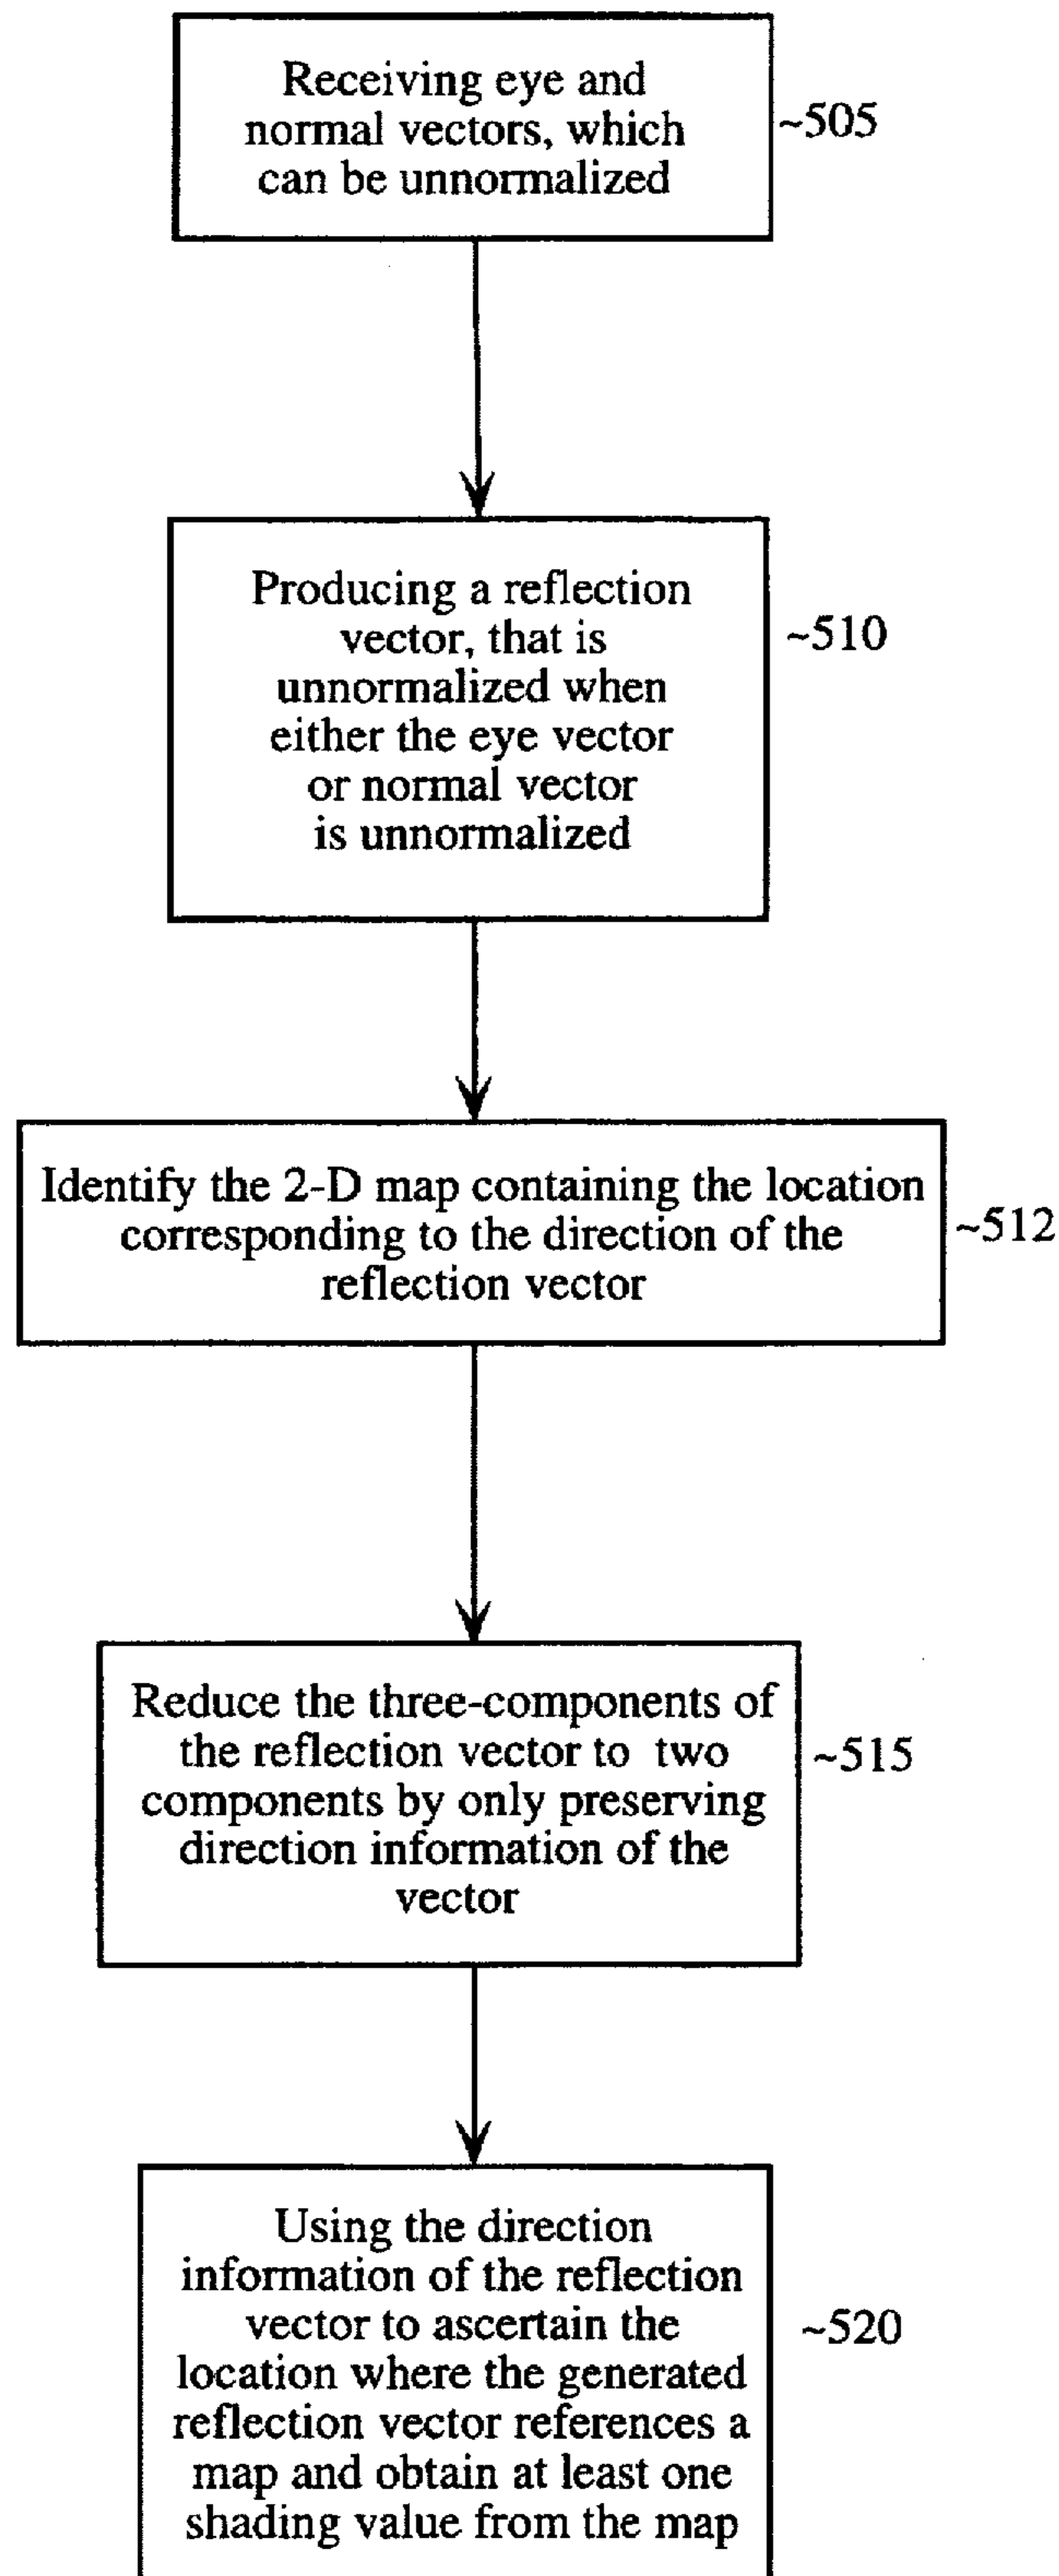 Receiving eye and
normal vectors, which
can be unnormalized
~505
Producing a reflection
vector, that is
unnormalized when
either the eye vector
or normal vector
is unnormalized
~510
Identify the 2-D map containing the location
corresponding to the direction of the
reflection vector
~512
Reduce the three-components of
the reflection vector to two
components by only preserving
direction information of the
vector
~515
Using the direction
information of the reflection
vector to ascertain the
location where the generated
reflection vector references a
map and obtain at least one
shading value from the map
~520